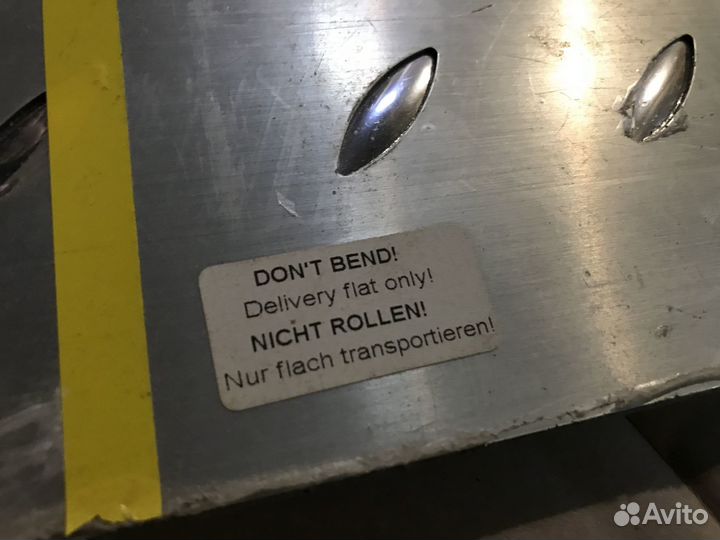 DON'T BEND!
Delivery flat only!
NICHT ROLLEN!
Nur flach transportieren!
Avito